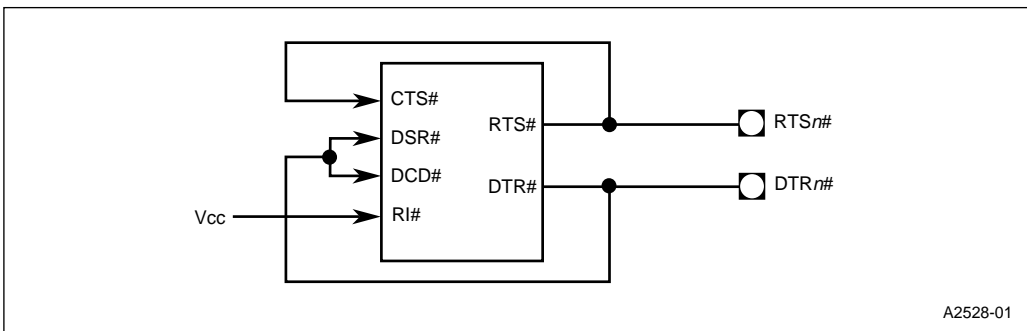 CTS#
RTS#
RTSn#
DSR#
DCD#
DTR#
DTRn#
Vcc
RI#
A2528-01